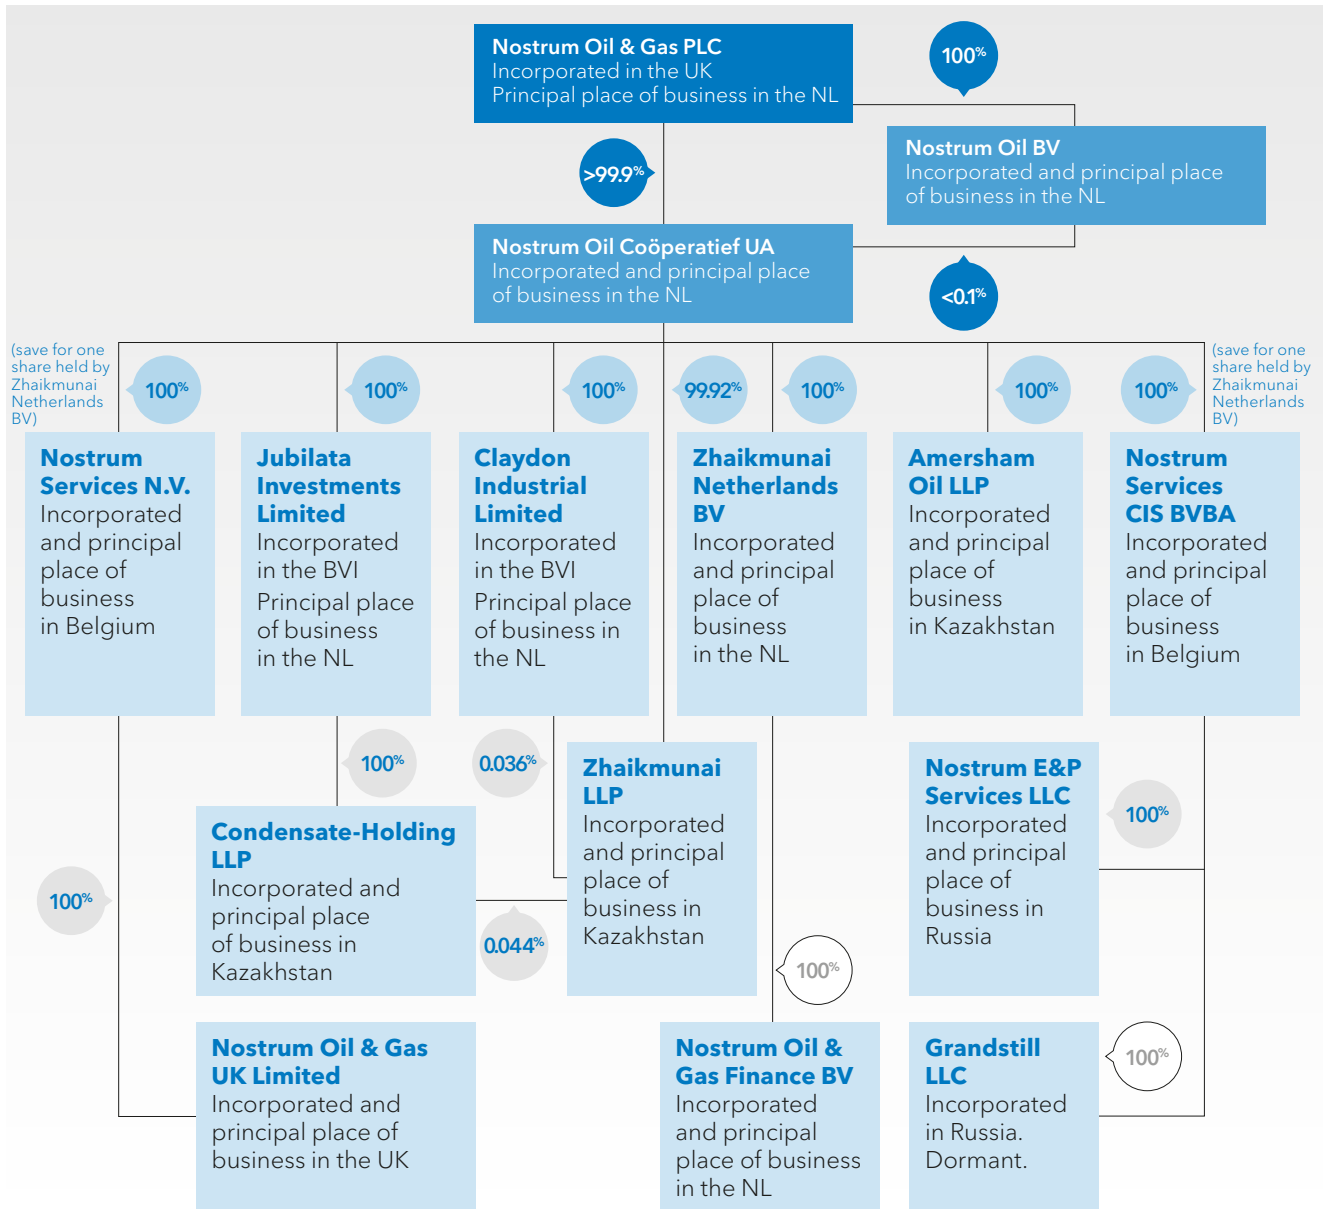 Nostrum Oil & Gas PLC
Incorporated in the UK
Principal place of business in the NL
100%
Nostrum Oil BV
Incorporated and principal place
of business in the NL
>99.9%
Nostrum Oil Coöperatief UA
Incorporated and principal place
of business in the NL
<0.1%
(save for one
share held by
Zhaikmunai
Netherlands
BV)
100%
100%
100%
99.92%
100%
100%
100%
(save for one
share held by
Zhaikmunai
Netherlands
BV)
Nostrum
Services N.V.
Incorporated
and principal
place of
business
in Belgium
Jubilata
Investments
Limited
Incorporated
in the BVI
Principal place
of business
in the NL
Claydon
Industrial
Limited
Incorporated
in the BVI
Principal place
of business in
the NL
Zhaikmunai
Netherlands
BV
Incorporated
and principal
place of
business
in the NL
Amersham
Oil LLP
Incorporated
and principal
place of
business
in Kazakhstan
Nostrum
Services
CIS BVBA
Incorporated
and principal
place of
business
in Belgium
100%
0.036%
Zhaikmunai
LLP
Incorporated
and principal
place of
business in
Kazakhstan
Nostrum E&P
Services LLC
Incorporated
and principal
place of
business in
Russia
100%
Condensate-Holding
LLP
Incorporated and
principal place
of business in
Kazakhstan
100%
0.044%
100%
Nostrum Oil & Gas
UK Limited
Incorporated and
principal place of
business in the UK
Nostrum Oil &
Gas Finance BV
Incorporated
and principal
place of business
in the NL
Grandstill
LLC
Incorporated
in Russia.
Dormant.
100%